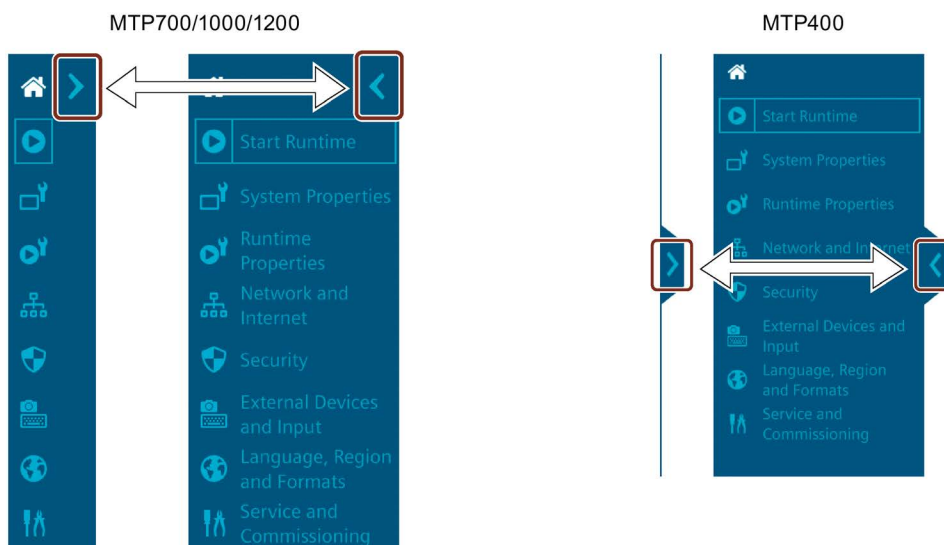 MTP700/1000/1200
Start Runtime
System Properties
Runtime
Properties
Network and
Internet
Security
External Devices
and Input
Language, Region
and Formats
Service and
Commissioning
MTP400
Start Runtime
System Properties
Runtime Properties
Network and Internet
Security
External Devices and
Input
Language, Region
and Formats
Service and
Commissioning